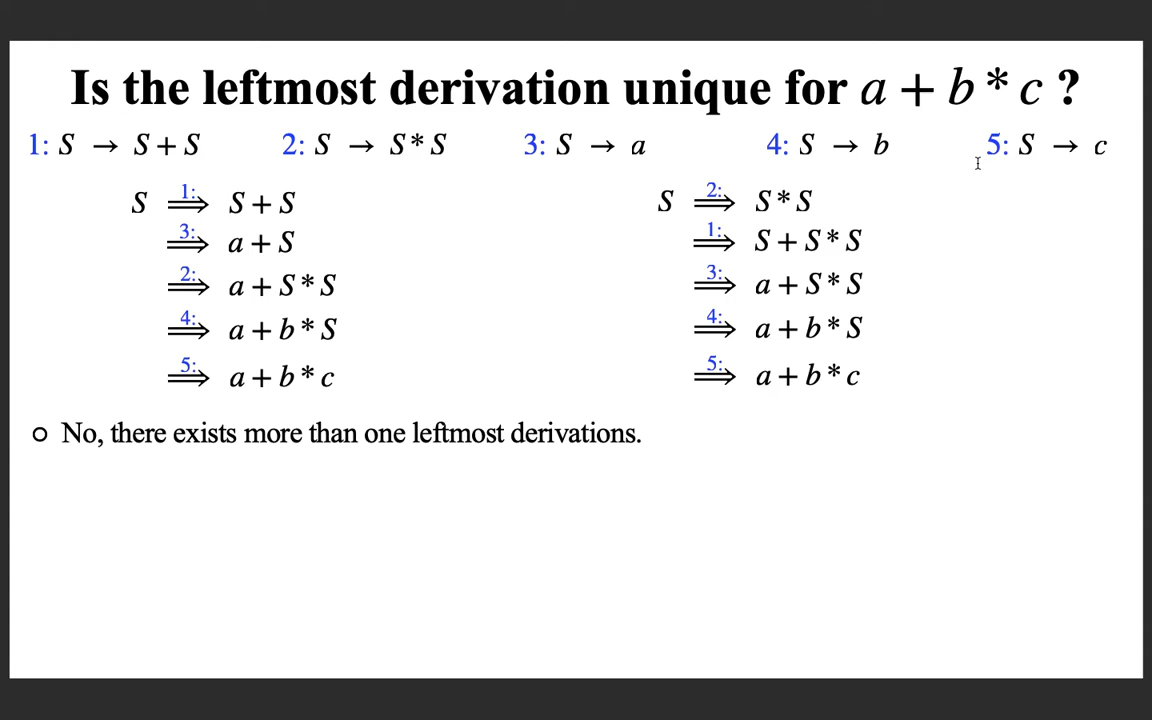 Is the leftmost derivation unique for a + b * c ?
1: S → S + S 2: S → S * S 3: S → a 4: S → b 5: S → c
S 1: ⟹ S + S
3: ⟹ a + S
2: ⟹ a + S * S
4: ⟹ a + b * S
5: ⟹ a + b * c
S 2: ⟹ S * S
1: ⟹ S + S * S
3: ⟹ a + S * S
4: ⟹ a + b * S
5: ⟹ a + b * c
No, there exists more than one leftmost derivations.